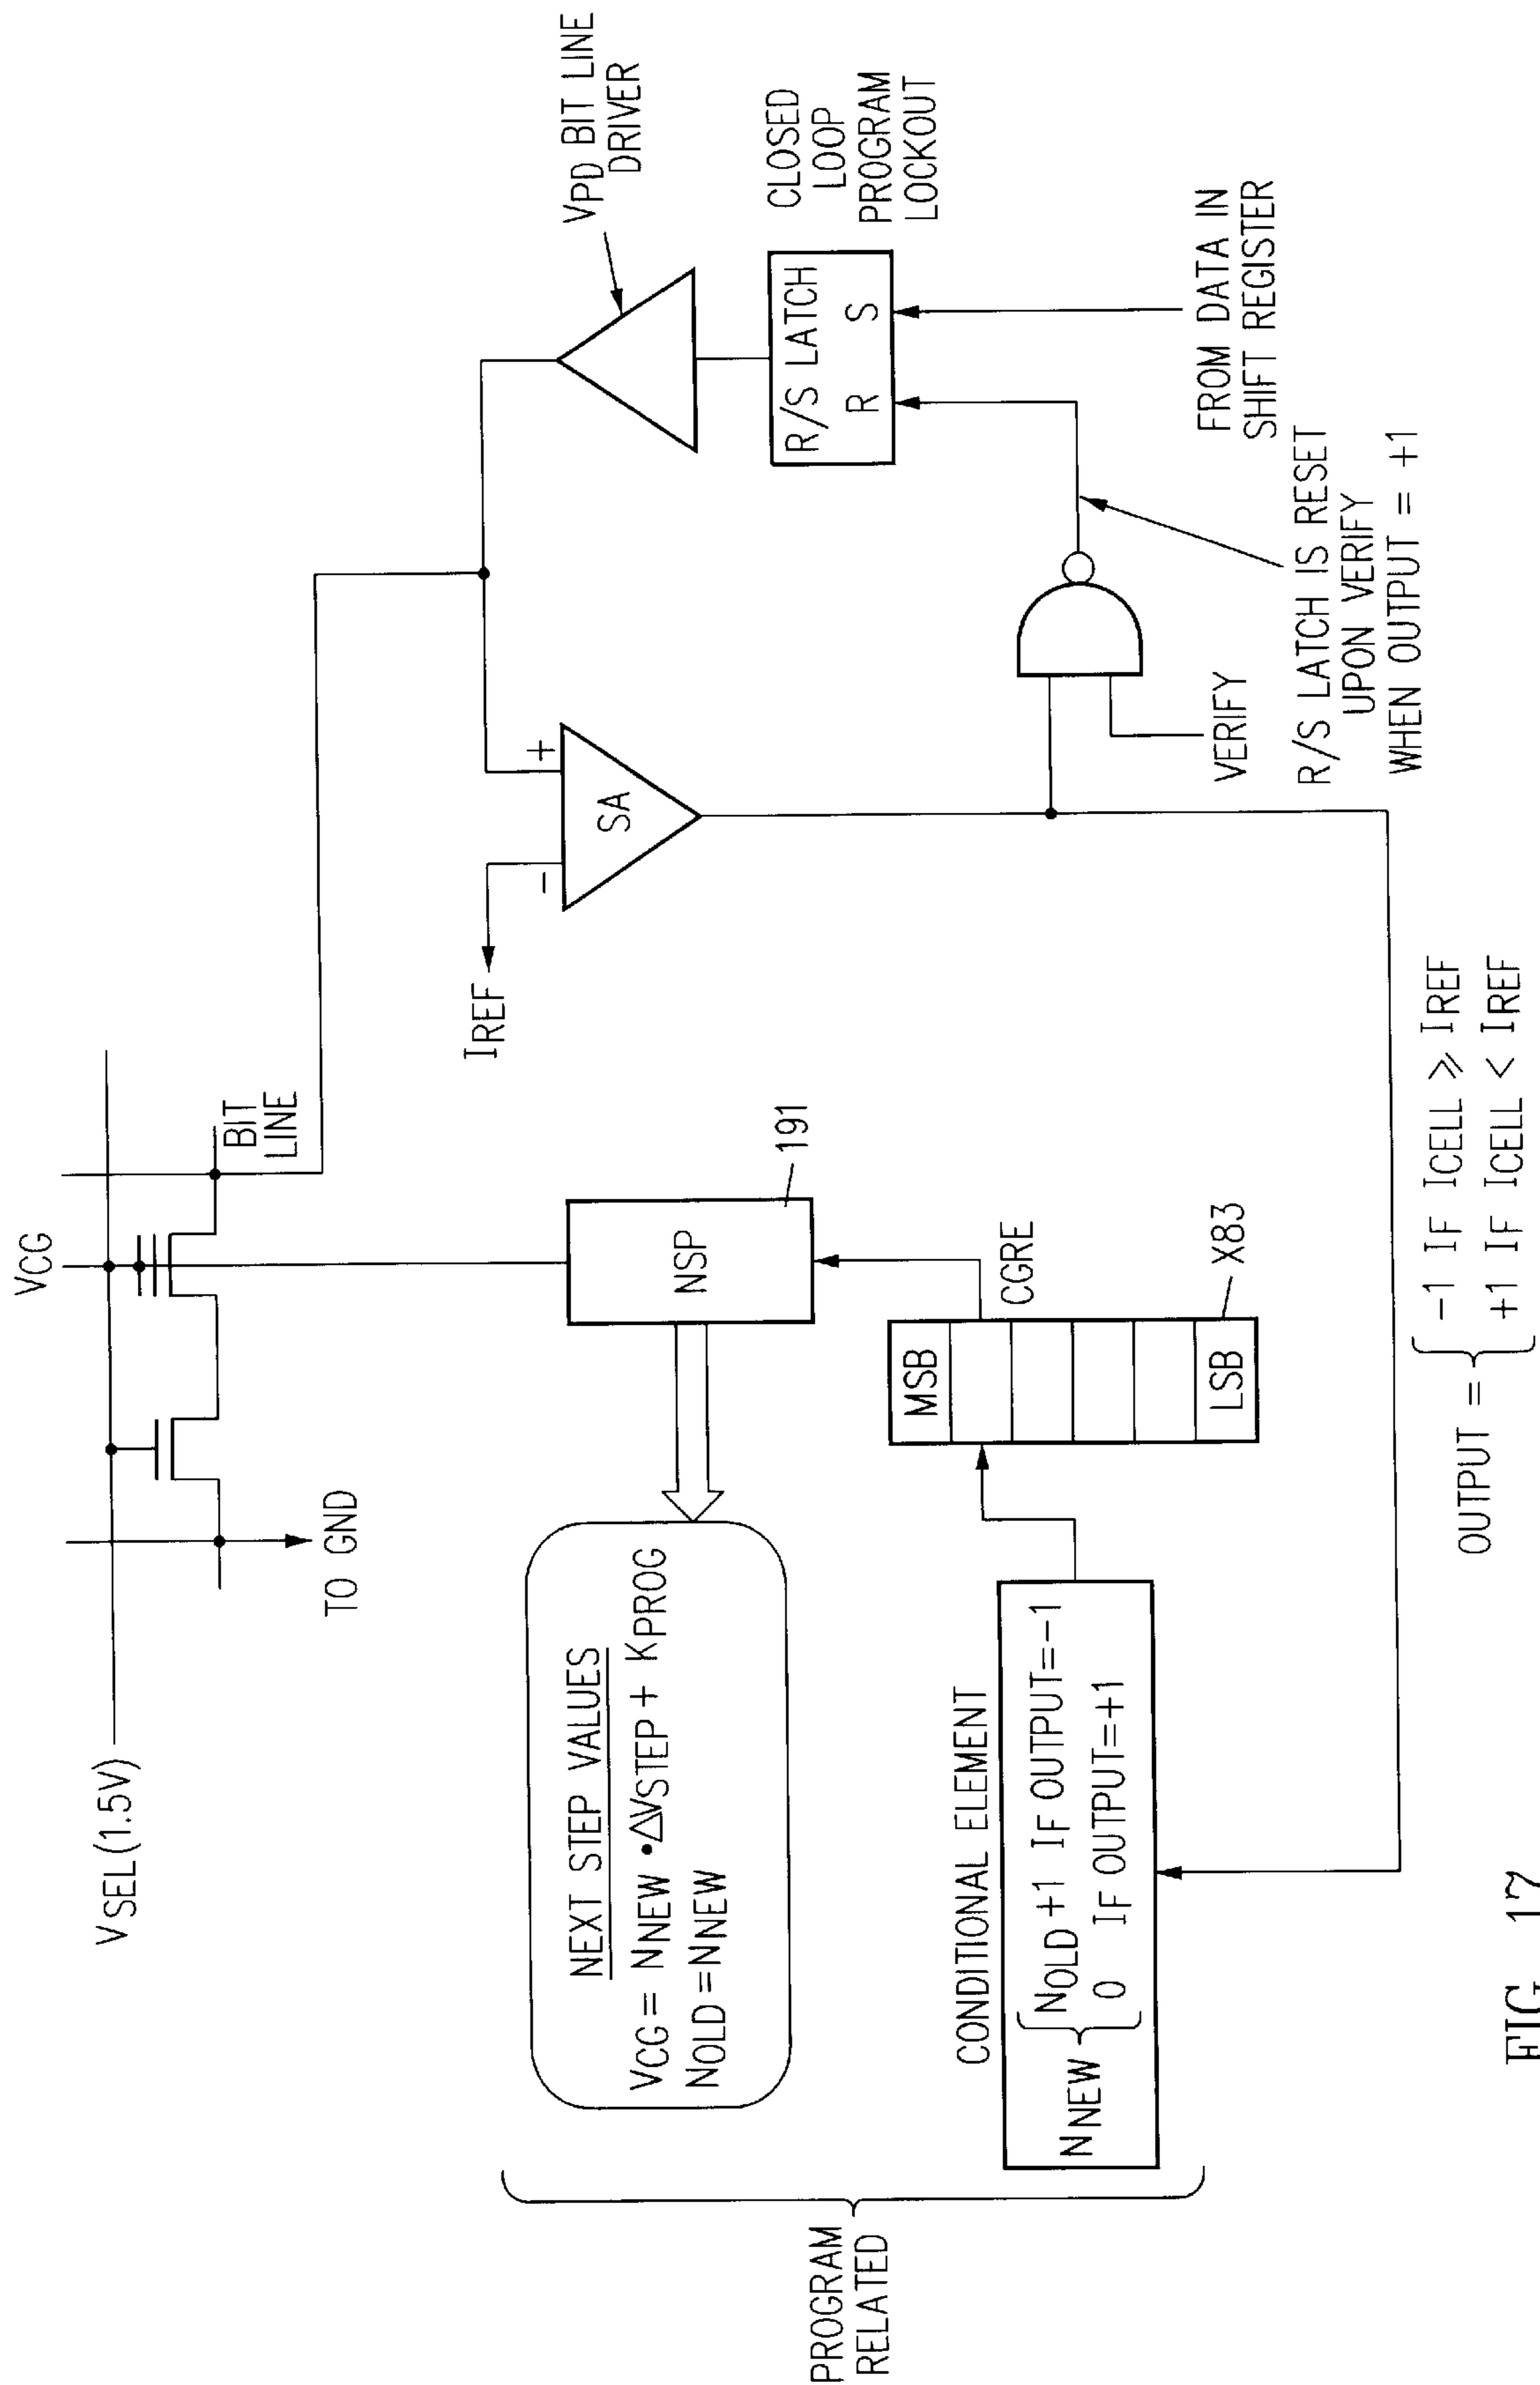 VSEL(1.5V)
VCG
BIT
LINE
TO GND
VPD BIT LINE
DRIVER
IREF
-
+
SA
CLOSED
LOOP
PROGRAM
LOCKOUT
R/S LATCH
R S
FROM DATA IN
SHIFT REGISTER
VERIFY
R/S LATCH IS RESET
UPON VERIFY
WHEN OUTPUT = +1
PROGRAM
RELATED
NEXT STEP VALUES
VCG = NNEW •ΔVSTEP + KPROG
NOLD = NNEW
NSP
191
CGRE
MSB
LSB
X83
CONDITIONAL ELEMENT
NNEW { NOLD +1 IF OUTPUT=-1
0 IF OUTPUT=+1
OUTPUT = { -1 IF ICELL ⩾ IREF
+1 IF ICELL < IREF
FIG. 17